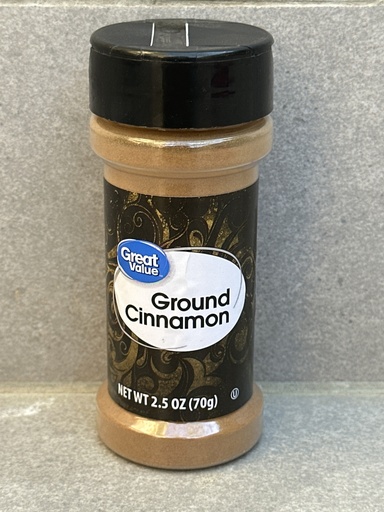 Great
Value
Ground
Cinnamon
NET WT 2.5 OZ (70g)
U